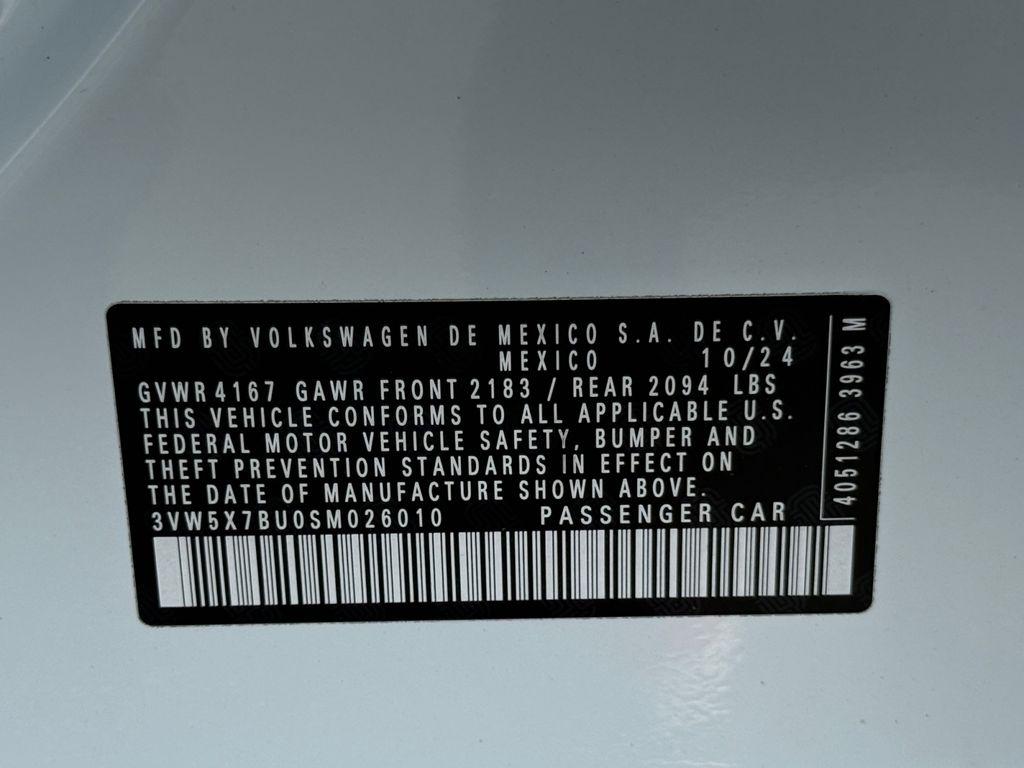 MFD BY VOLKSWAGEN DE MEXICO S.A. DE C.V.
MEXICO 10/24
GVWR 4167 GAWR FRONT 2183 / REAR 2094 LBS
THIS VEHICLE CONFORMS TO ALL APPLICABLE U.S.
FEDERAL MOTOR VEHICLE SAFETY, BUMPER AND
THEFT PREVENTION STANDARDS IN EFFECT ON
THE DATE OF MANUFACTURE SHOWN ABOVE.
3VW5X7BU0SM026010 PASSENGER CAR
4051286 3963 M